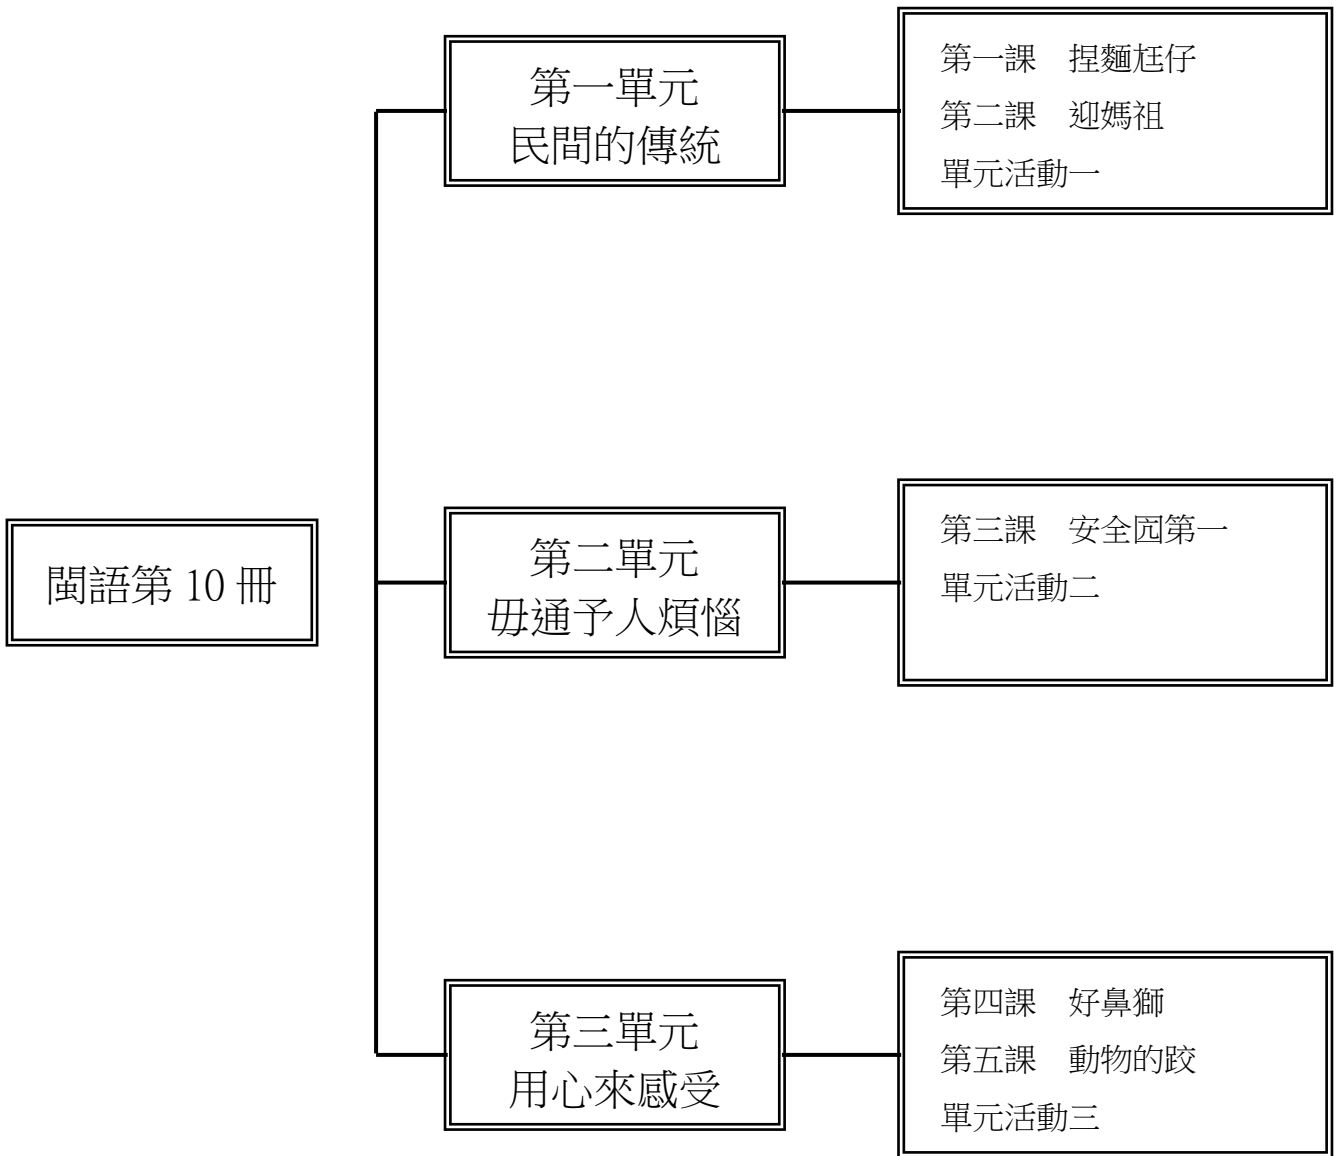 閩語第 10 冊
第一單元
民間的傳統
第一課　捏麵尪仔
第二課　迎媽祖
單元活動一
第二單元
毋通予人煩惱
第三課　安全囥第一
單元活動二
第三單元
用心來感受
第四課　好鼻獅
第五課　動物的跤
單元活動三